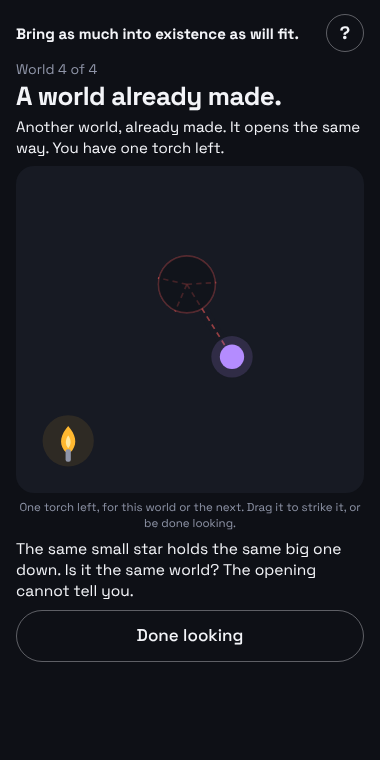 Bring as much into existence as will fit.
?
World 4 of 4
A world already made.
Another world, already made. It opens the same
way. You have one torch left.
One torch left, for this world or the next. Drag it to strike it, or
be done looking.
The same small star holds the same big one
down. Is it the same world? The opening
cannot tell you.
Done looking